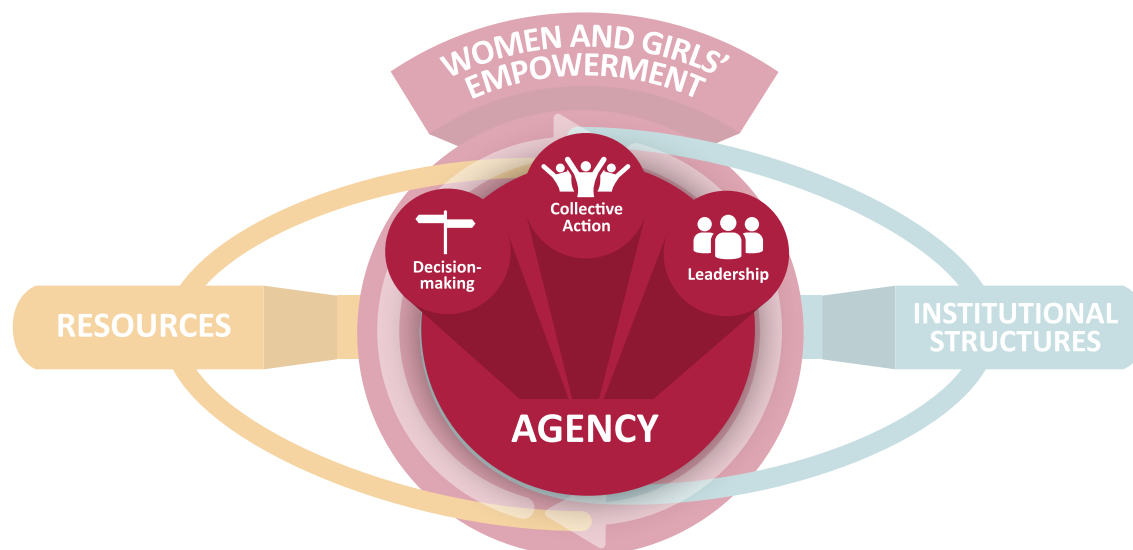 WOMEN AND GIRLS'
EMPOWERMENT
Collective
Action
Decision-
making
Leadership
RESOURCES
INSTITUTIONAL
STRUCTURES
AGENCY